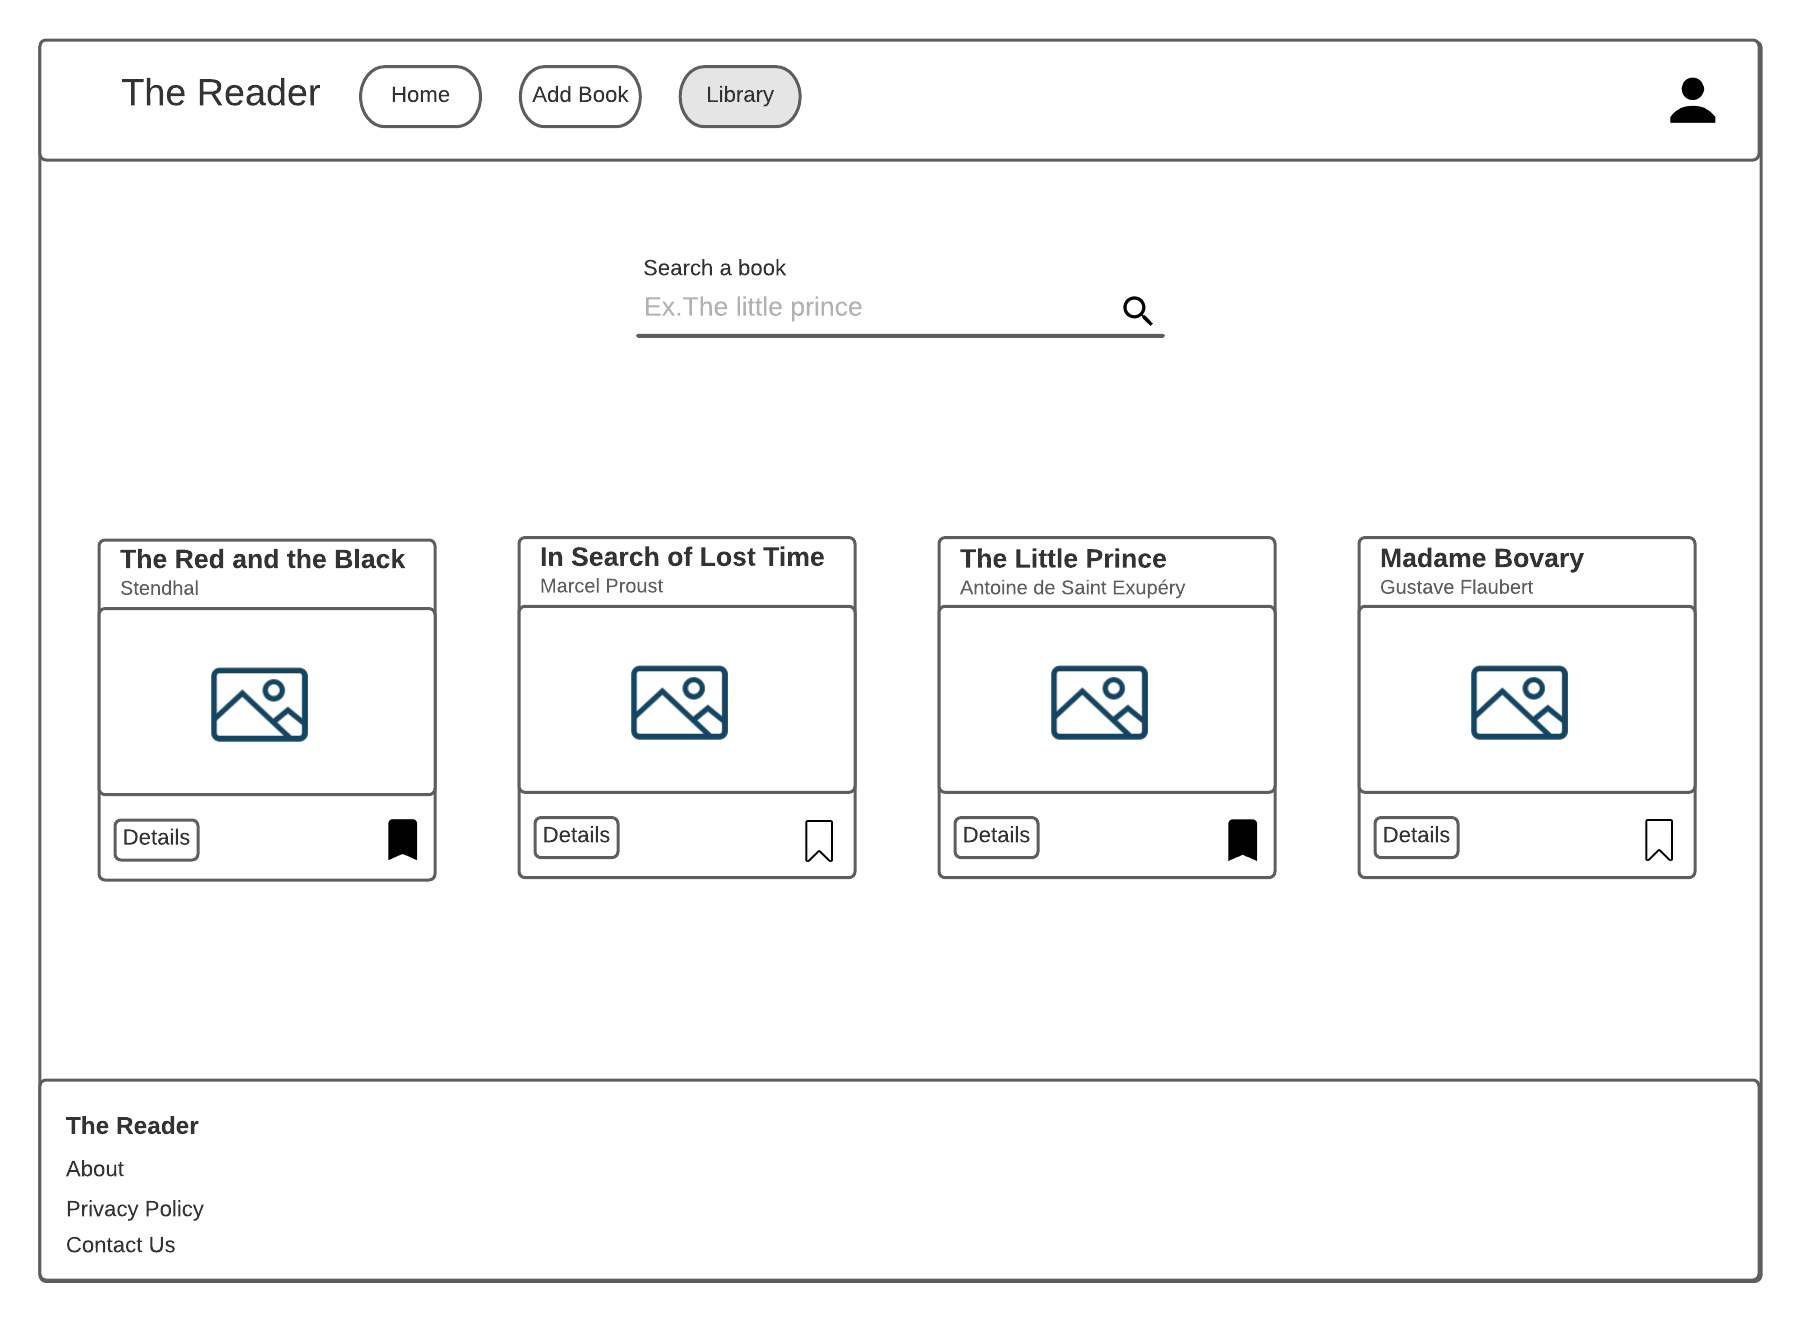 The Reader
Home
Add Book
Library
Search a book
Ex.The little prince
The Red and the Black
Stendhal
Details
In Search of Lost Time
Marcel Proust
Details
The Little Prince
Antoine de Saint Exupéry
Details
Madame Bovary
Gustave Flaubert
Details
The Reader
About
Privacy Policy
Contact Us